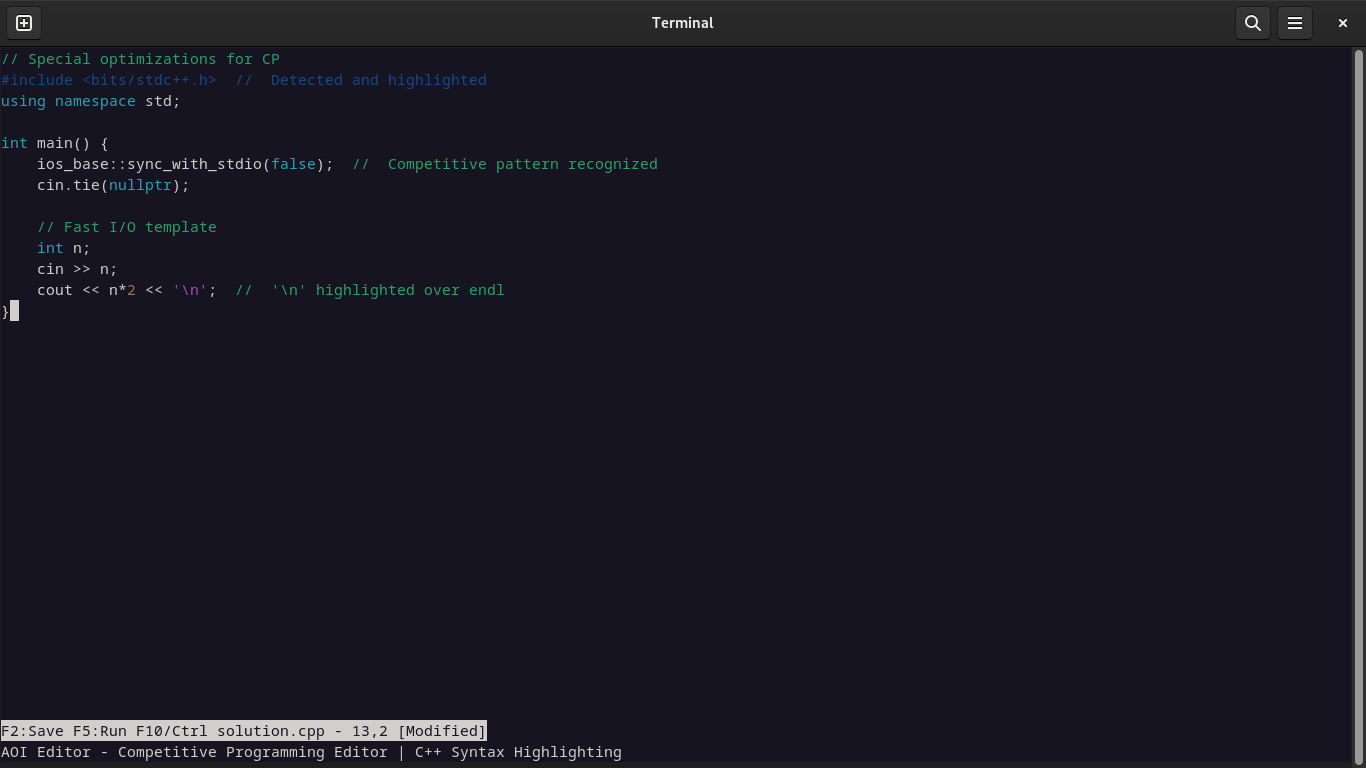 Terminal
// Special optimizations for CP
#include <bits/stdc++.h>  //  Detected and highlighted
using namespace std;
int main() {
    ios_base::sync_with_stdio(false);  //  Competitive pattern recognized
    cin.tie(nullptr);
    // Fast I/O template
    int n;
    cin >> n;
    cout << n*2 << '\n';  //  '\n' highlighted over endl
}
F2:Save F5:Run F10/Ctrl solution.cpp - 13,2 [Modified]
AOI Editor - Competitive Programming Editor | C++ Syntax Highlighting